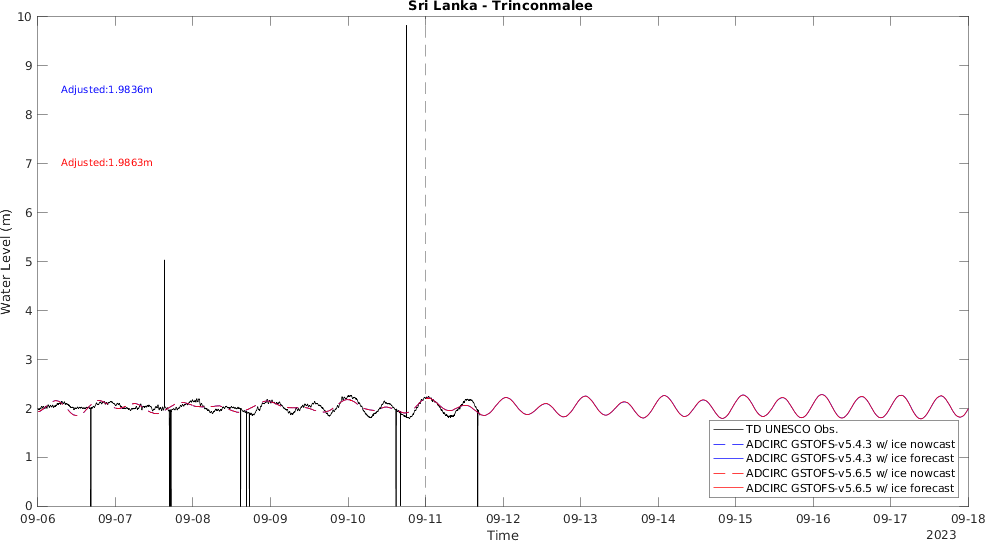 Sri Lanka - Trinconmalee
10
9
8
7
6
5
4
3
2
1
0
Water Level (m)
Adjusted:1.9836m
Adjusted:1.9863m
TD UNESCO Obs.
ADCIRC GSTOFS-v5.4.3 w/ ice nowcast
ADCIRC GSTOFS-v5.4.3 w/ ice forecast
ADCIRC GSTOFS-v5.6.5 w/ ice nowcast
ADCIRC GSTOFS-v5.6.5 w/ ice forecast
09-06 09-07 09-08 09-09 09-10 09-11 09-12 09-13 09-14 09-15 09-16 09-17 09-18
Time
2023